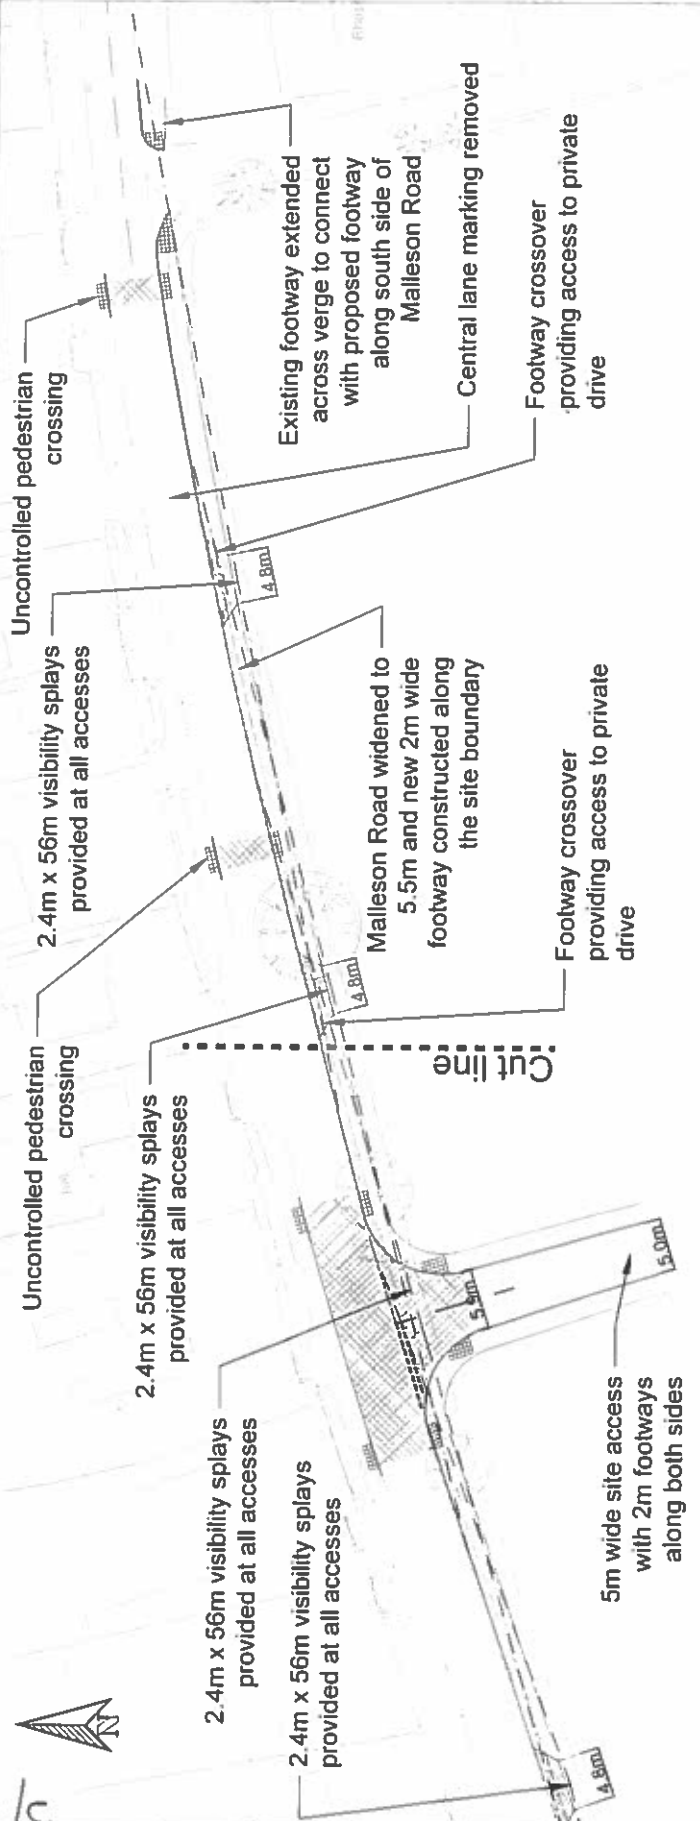 Uncontrolled pedestrian
crossing
2.4m x 56m visibility splays
provided at all accesses
Existing footway extended
across verge to connect
with proposed footway
along south side of
Malleson Road
Central lane marking removed
Footway crossover
providing access to private
drive
4.8m
Uncontrolled pedestrian
crossing
2.4m x 56m visibility splays
provided at all accesses
Malleson Road widened to
5.5m and new 2m wide
footway constructed along
the site boundary
4.8m
Footway crossover
providing access to private
drive
Cut line
2.4m x 56m visibility splays
provided at all accesses
2.4m x 56m visibility splays
provided at all accesses
5.0m
5m wide site access
with 2m footways
along both sides
4.8m
N